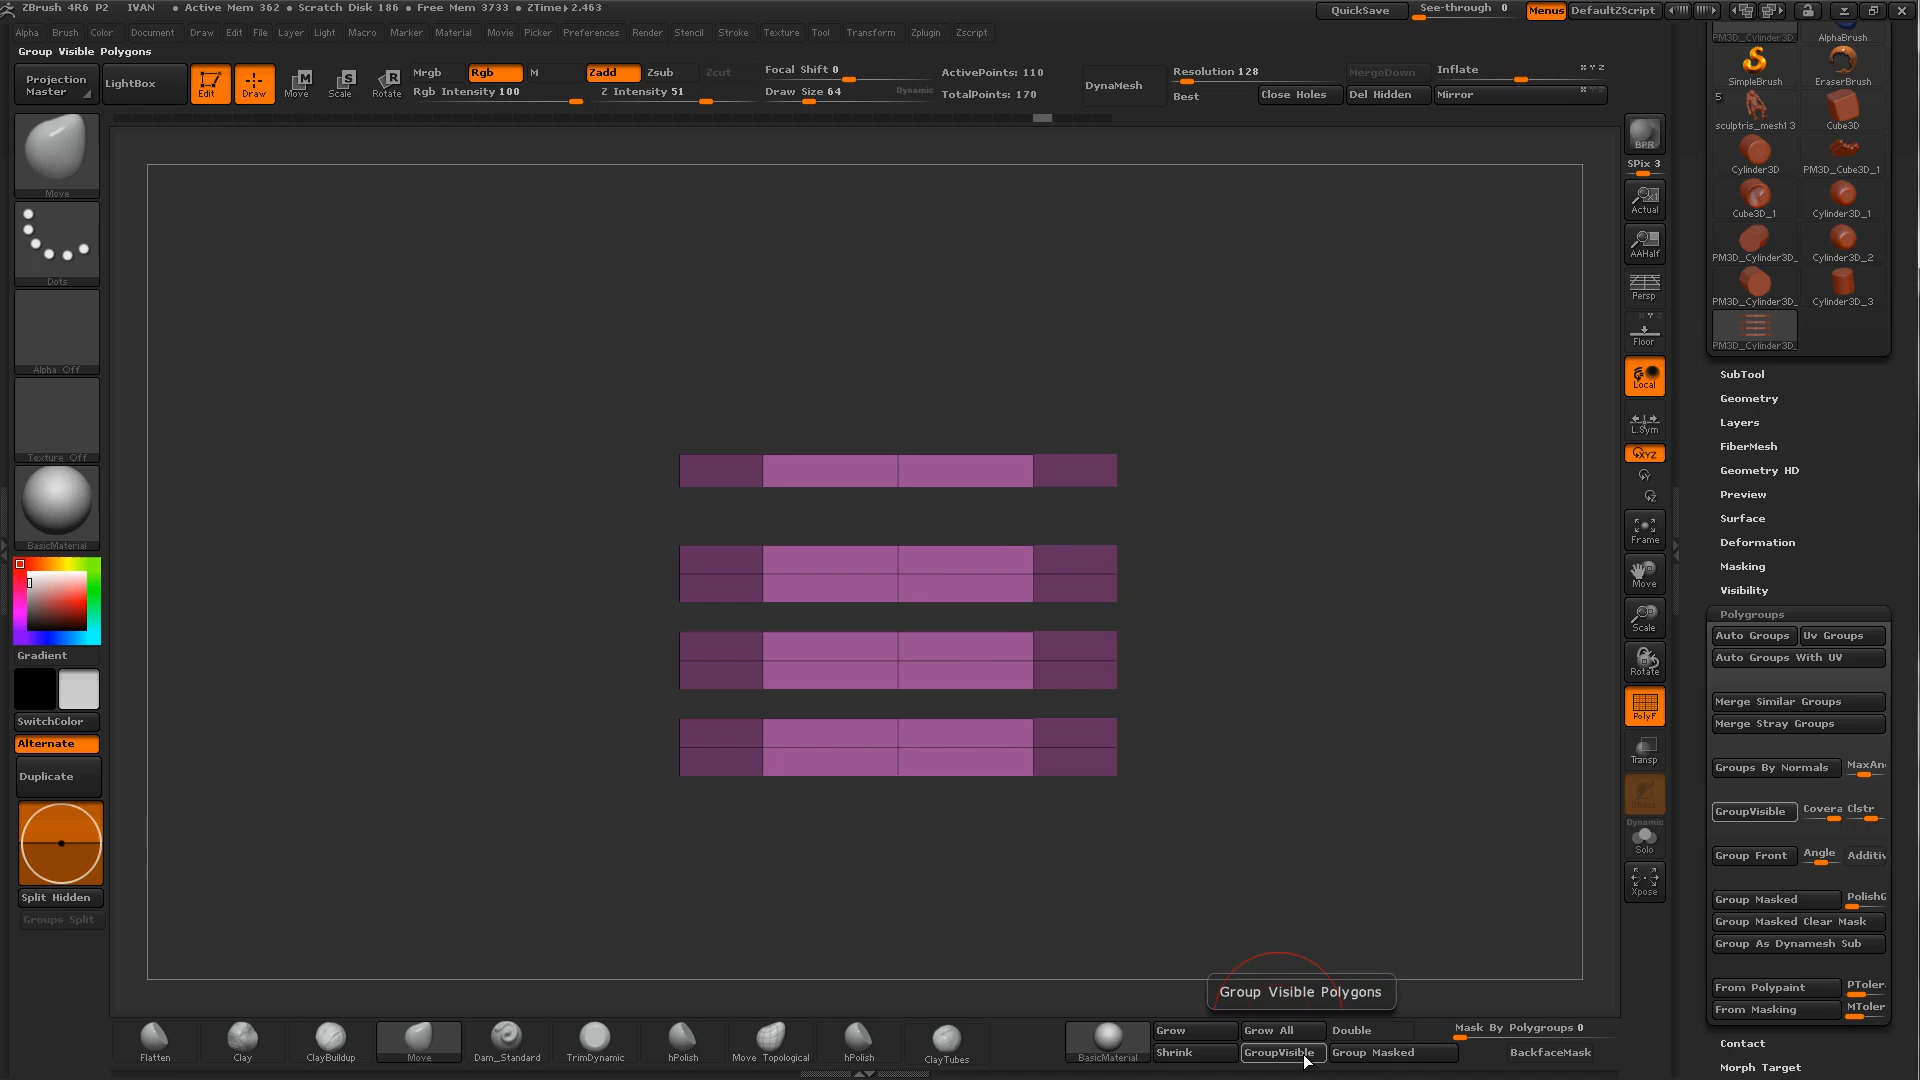 ZBrush 4R6 P2 IVAN • Active Mem 362 • Scratch Disk 186 • Free Mem 3733 • ZTime▸2.463
QuickSave See-through 0 Menus DefaultZScript
Alpha Brush Color Document Draw Edit File Layer Light Macro Marker Material Movie Picker Preferences Render Stencil Stroke Texture Tool Transform Zplugin Zscript
Group Visible Polygons
Projection Master
LightBox
Edit Draw Move Scale Rotate
Mrgb Rgb M
Rgb Intensity 100
Zadd Zsub Zcut
Z Intensity 51
Focal Shift 0
Draw Size 64 Dynamic
ActivePoints: 110
TotalPoints: 170
DynaMesh
Resolution 128
Best Close Holes
MergeDown
Del Hidden
Inflate
Mirror
Move
Dots
Alpha Off
Texture Off
BasicMaterial
Gradient
SwitchColor
Alternate
Duplicate
Split Hidden
Groups Split
BPR
SPix 3
Actual
AAHalf
Persp
Floor
Local
L.Sym
XYZ
Y
Z
Frame
Move
Scale
Rotate
PolyF
Transp
Ghost
Dynamic
Solo
Xpose
PM3D_Cylinder3D_ AlphaBrush
SimpleBrush EraserBrush
5
sculptris_mesh13 Cube3D
Cylinder3D PM3D_Cube3D_1
Cube3D_1 Cylinder3D_1
PM3D_Cylinder3D_ Cylinder3D_2
PM3D_Cylinder3D_ Cylinder3D_3
PM3D_Cylinder3D_
SubTool
Geometry
Layers
FiberMesh
Geometry HD
Preview
Surface
Deformation
Masking
Visibility
Polygroups
Auto Groups Uv Groups
Auto Groups With UV
Merge Similar Groups
Merge Stray Groups
Groups By Normals MaxAn
GroupVisible Covera Clstr
Group Front Angle Additiv
Group Masked PolishG
Group Masked Clear Mask
Group As Dynamesh Sub
From Polypaint PToler
From Masking MToler
Contact
Morph Target
Group Visible Polygons
Flatten Clay ClayBuildup Move Dam_Standard TrimDynamic hPolish Move Topological hPolish ClayTubes
BasicMaterial
Grow Grow All Double Mask By Polygroups 0
Shrink GroupVisible Group Masked BackfaceMask